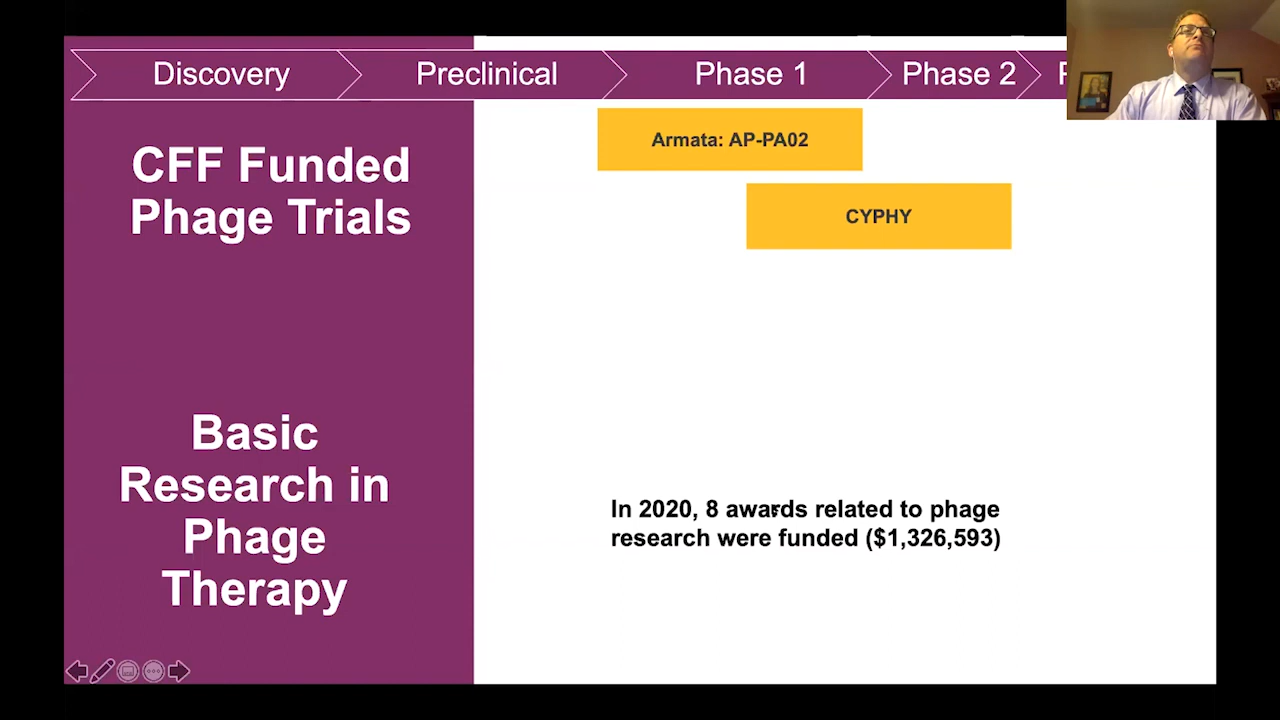 Discovery
Preclinical
Phase 1
Phase 2
CFF Funded
Phage Trials
Armata: AP-PA02
CYPHY
Basic
Research in
Phage
Therapy
In 2020, 8 awards related to phage
research were funded ($1,326,593)